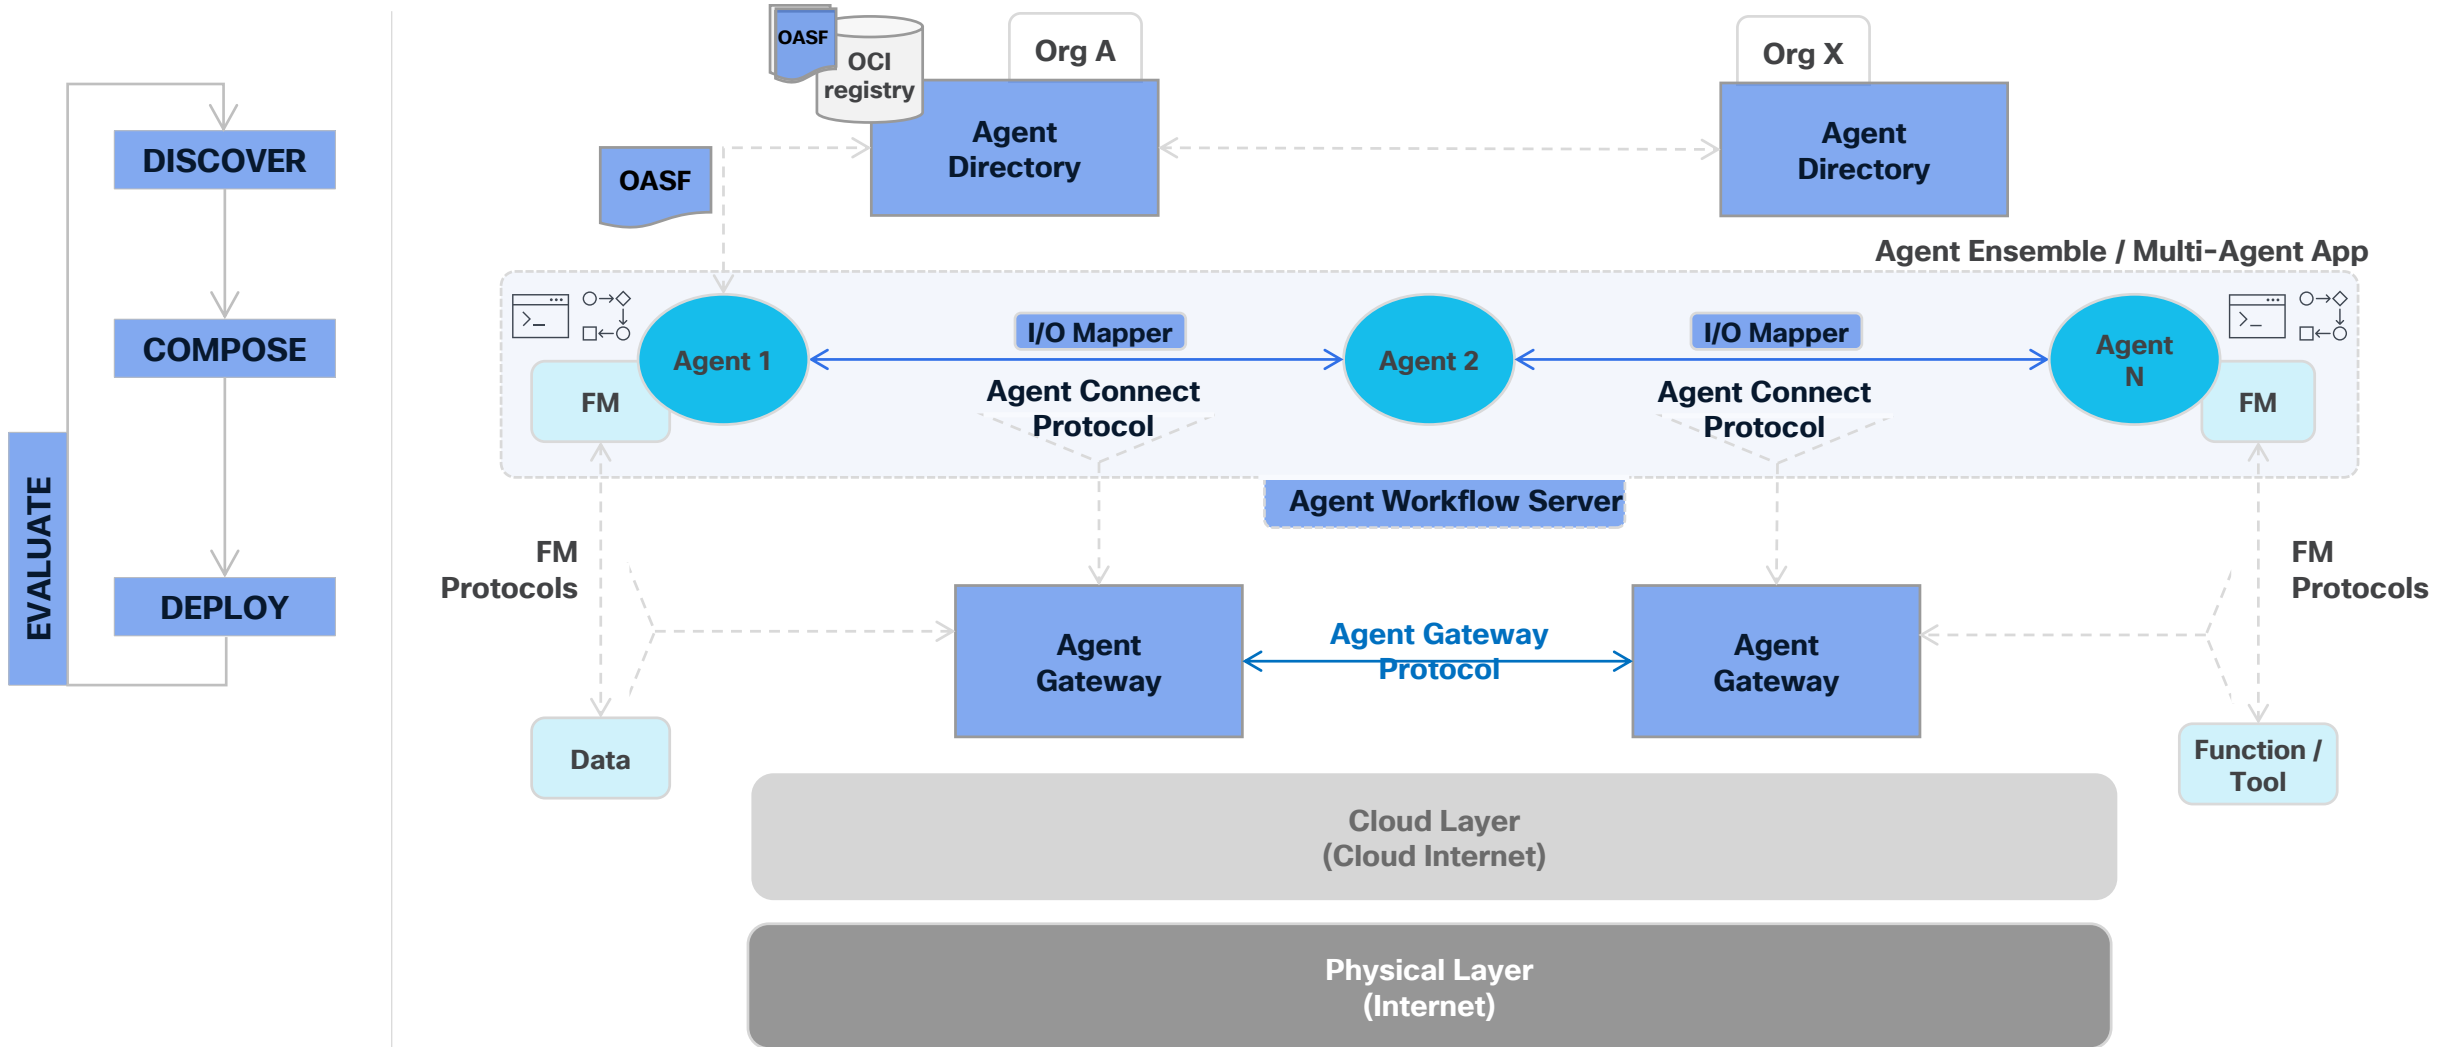 DISCOVER
COMPOSE
EVALUATE
DEPLOY
OASF
OCI
registry
Org A
Agent
Directory
Org X
Agent
Directory
OASF
Agent Ensemble / Multi-Agent App
>_
Agent 1
FM
I/O Mapper
Agent Connect
Protocol
Agent 2
I/O Mapper
Agent Connect
Protocol
Agent
N
>_
FM
Agent Workflow Server
FM
Protocols
FM
Protocols
Agent
Gateway
Agent Gateway
Protocol
Agent
Gateway
Data
Function /
Tool
Cloud Layer
(Cloud Internet)
Physical Layer
(Internet)